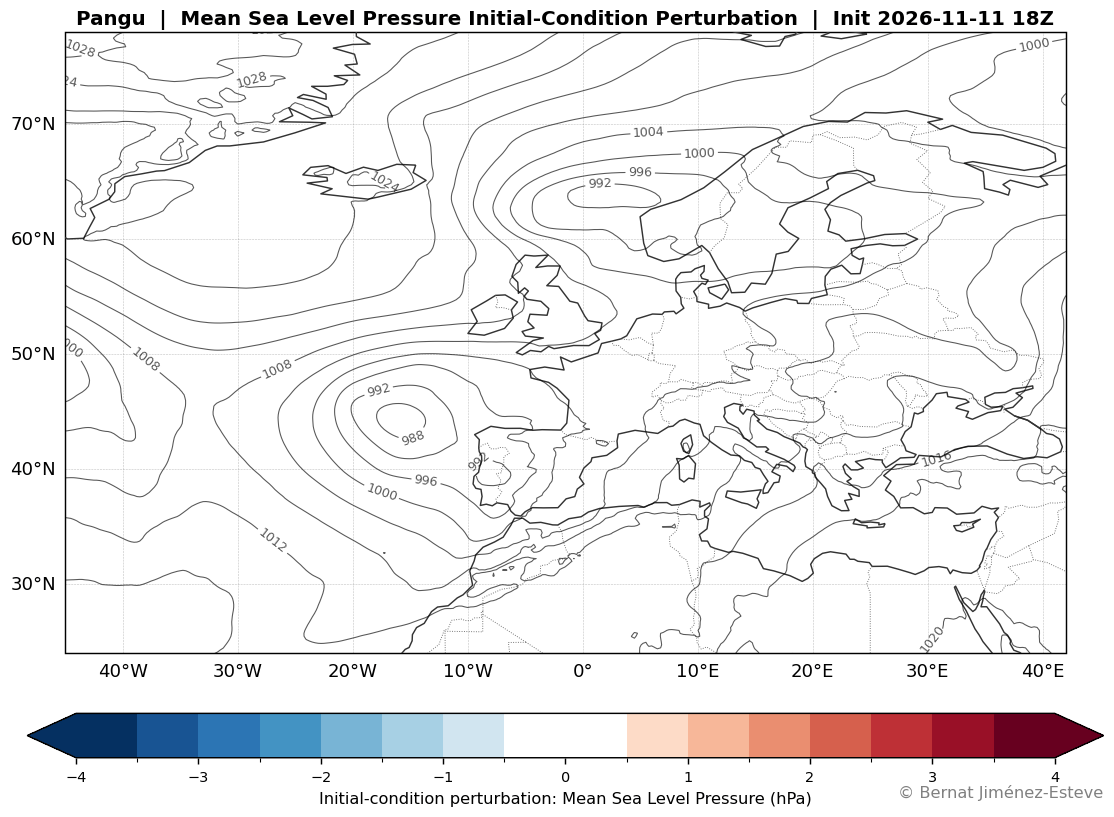 Pangu | Mean Sea Level Pressure Initial-Condition Perturbation | Init 2026-11-11 18Z
1028
1028
1000
24
70°N
1004
1000
996
992
1024
60°N
50°N
000
1008
1008
992
988
992
40°N
996
1000
1016
1012
30°N
1020
40°W 30°W 20°W 10°W 0° 10°E 20°E 30°E 40°E
−4 −3 −2 −1 0 1 2 3 4
Initial-condition perturbation: Mean Sea Level Pressure (hPa)
© Bernat Jiménez-Esteve